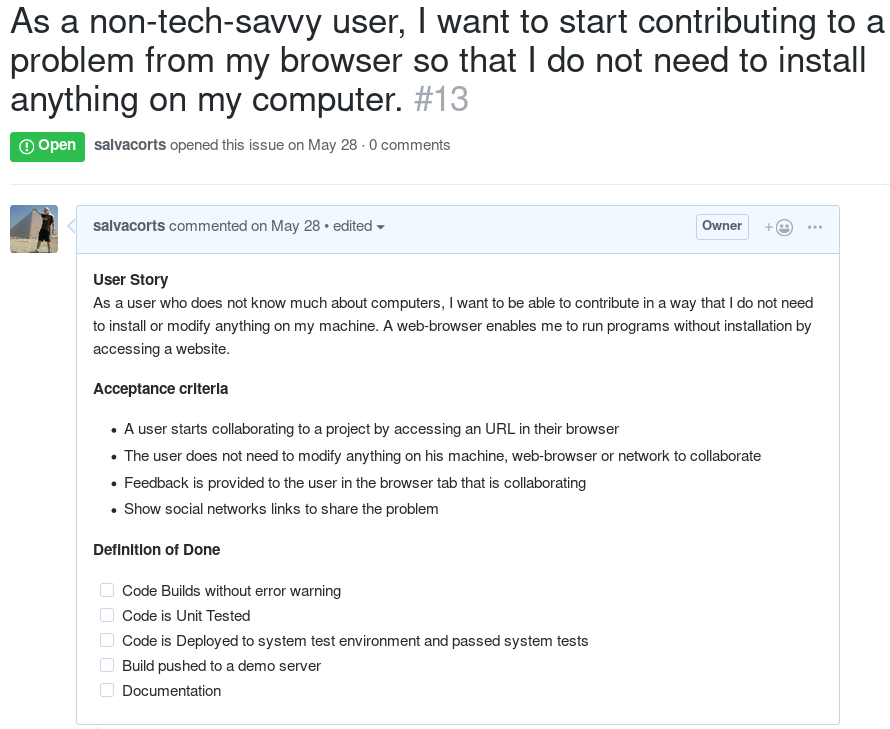 As a non-tech-savvy user, I want to start contributing to a
problem from my browser so that I do not need to install
anything on my computer. #13
Open salvacorts opened this issue on May 28 · 0 comments
salvacorts commented on May 28 • edited
Owner
User Story
As a user who does not know much about computers, I want to be able to contribute in a way that I do not need
to install or modify anything on my machine. A web-browser enables me to run programs without installation by
accessing a website.
Acceptance criteria
• A user starts collaborating to a project by accessing an URL in their browser
• The user does not need to modify anything on his machine, web-browser or network to collaborate
• Feedback is provided to the user in the browser tab that is collaborating
• Show social networks links to share the problem
Definition of Done
Code Builds without error warning
Code is Unit Tested
Code is Deployed to system test environment and passed system tests
Build pushed to a demo server
Documentation